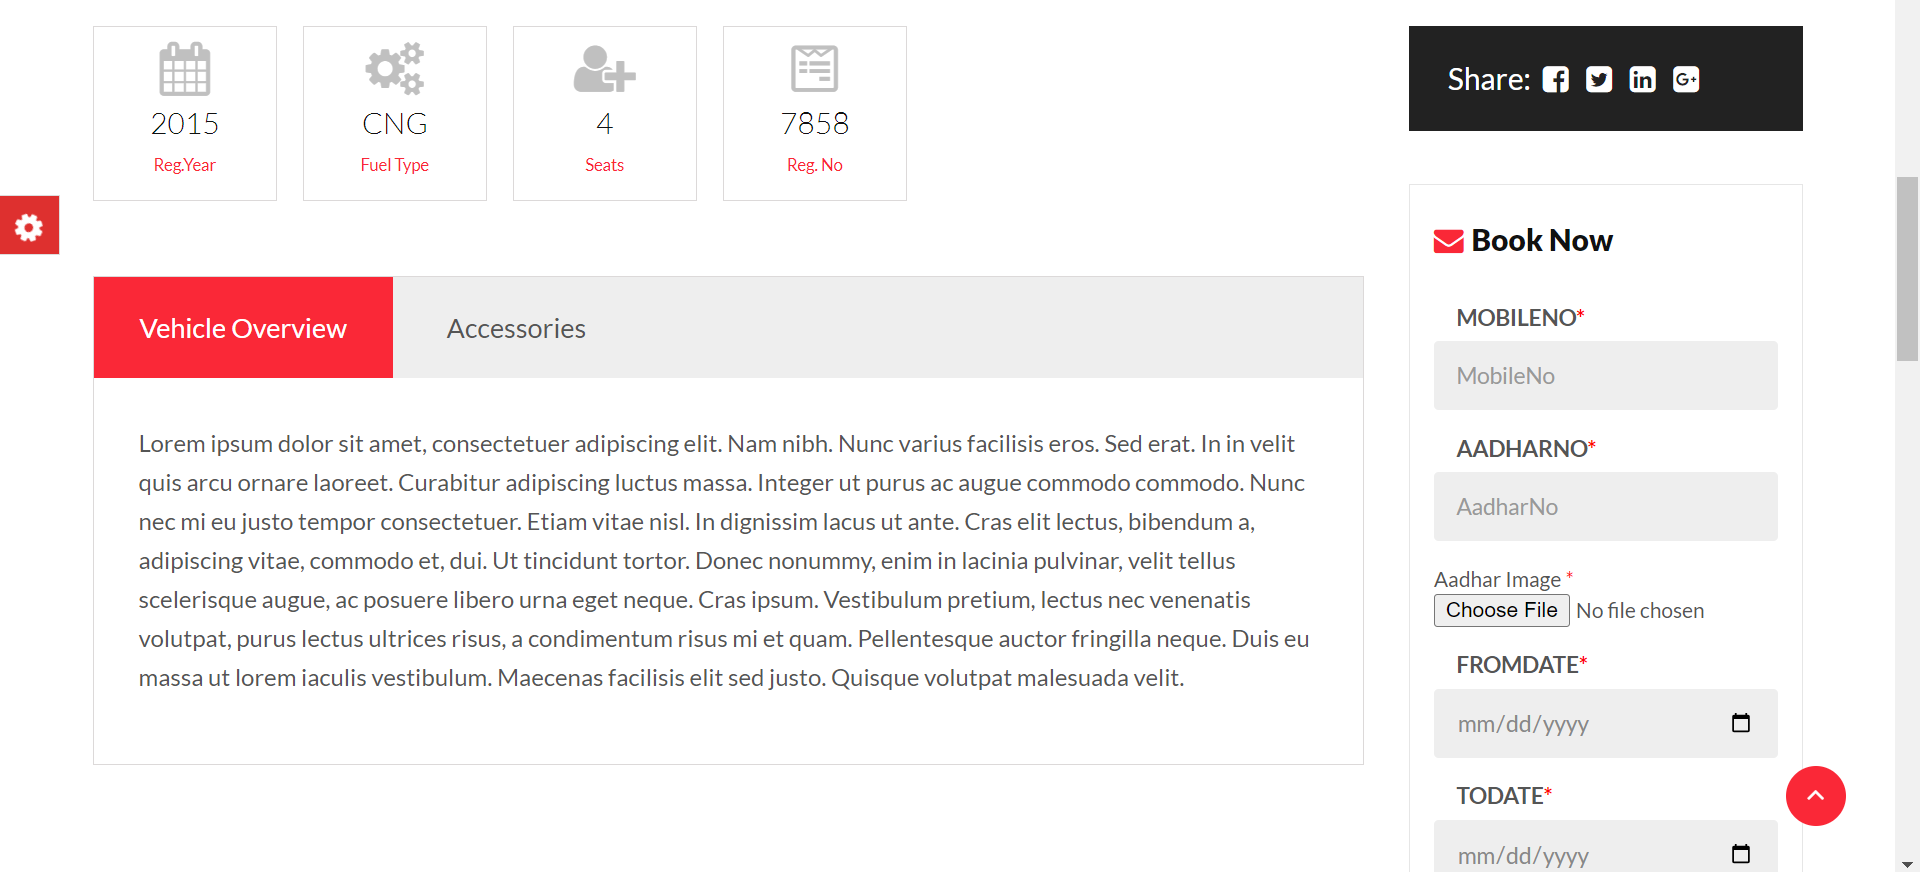 2015
Reg.Year
CNG
Fuel Type
4
Seats
7858
Reg. No
Vehicle Overview
Accessories
Lorem ipsum dolor sit amet, consectetuer adipiscing elit. Nam nibh. Nunc varius facilisis eros. Sed erat. In in velit
quis arcu ornare laoreet. Curabitur adipiscing luctus massa. Integer ut purus ac augue commodo commodo. Nunc
nec mi eu justo tempor consectetuer. Etiam vitae nisl. In dignissim lacus ut ante. Cras elit lectus, bibendum a,
adipiscing vitae, commodo et, dui. Ut tincidunt tortor. Donec nonummy, enim in lacinia pulvinar, velit tellus
scelerisque augue, ac posuere libero urna eget neque. Cras ipsum. Vestibulum pretium, lectus nec venenatis
volutpat, purus lectus ultrices risus, a condimentum risus mi et quam. Pellentesque auctor fringilla neque. Duis eu
massa ut lorem iaculis vestibulum. Maecenas facilisis elit sed justo. Quisque volutpat malesuada velit.
Share:
Book Now
MOBILENO*
MobileNo
AADHARNO*
AadharNo
Aadhar Image *
Choose File No file chosen
FROMDATE*
mm/dd/yyyy
TODATE*
mm/dd/yyyy